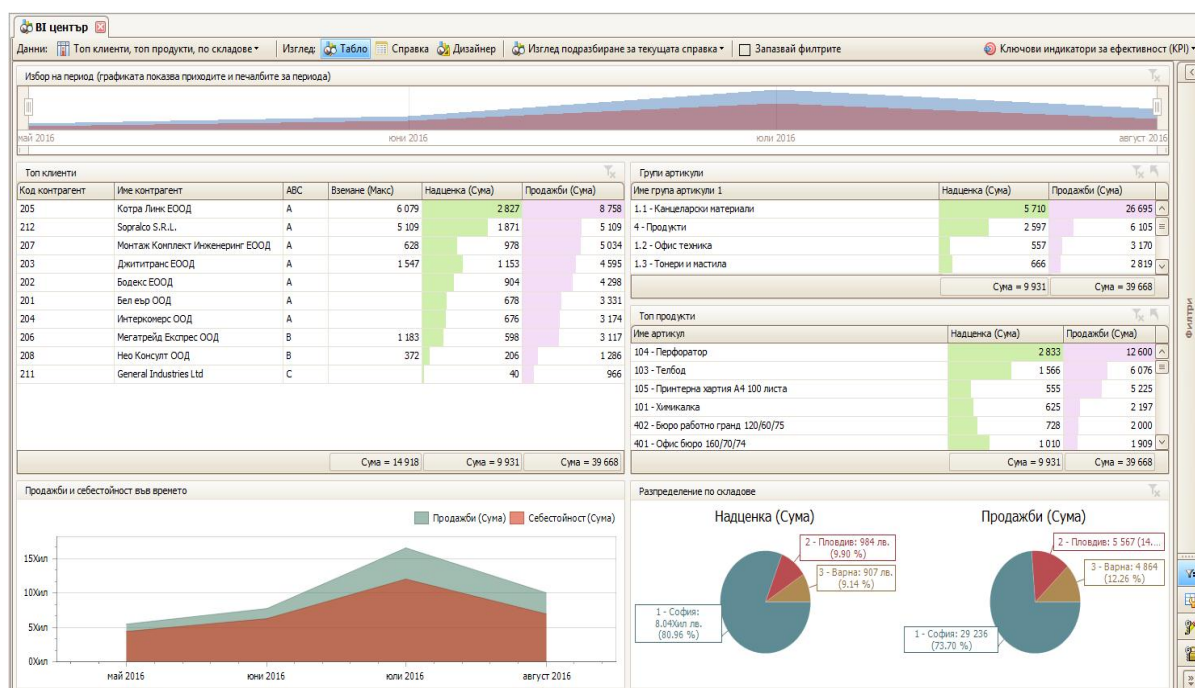 BI център
Данни: Топ клиенти, топ продукти, по складове Изглед: Табло Справка Дизайнер Изглед подразбиране за текущата справка Запазвай филтрите Ключови индикатори за ефективност (KPI)
Избор на период (графиката показва приходите и печалбите за периода)
май 2016 юни 2016 юли 2016 август 2016
Топ клиенти
Код контрагент Име контрагент ABC Вземане (Макс) Надценка (Сума) Продажби (Сума)
205 Котра Линк ЕООД A 6 079 2 827 8 758
212 Sopralco S.R.L. A 5 109 1 871 5 109
207 Монтаж Комплект Инженеринг ЕООД A 628 978 5 034
203 Джититранс ЕООД A 1 547 1 153 4 595
202 Бодекс ЕООД A 904 4 298
201 Бел еър ООД A 678 3 331
204 Интеркомерс ООД A 676 3 174
206 Мегатрейд Експрес ООД B 1 183 598 3 117
208 Нео Консулт ООД B 372 206 1 286
211 General Industries Ltd C 40 966
Сума = 14 918 Сума = 9 931 Сума = 39 668
Групи артикули
Име група артикули 1 Надценка (Сума) Продажби (Сума)
1.1 - Канцеларски материали 5 710 26 695
4 - Продукти 2 597 6 105
1.2 - Офис техника 557 3 170
1.3 - Тонери и мастила 666 2 819
Сума = 9 931 Сума = 39 668
Топ продукти
Име артикул Надценка (Сума) Продажби (Сума)
104 - Перфоратор 2 833 12 600
103 - Телбод 1 566 6 076
105 - Принтерна хартия А4 100 листа 555 5 225
101 - Химикалка 625 2 197
402 - Бюро работно гранд 120/60/75 728 2 000
401 - Офис бюро 160/70/74 1 010 1 909
Сума = 9 931 Сума = 39 668
Филтри
Продажби и себестойност във времето
Продажби (Сума) Себестойност (Сума)
15Хил
10Хил
5Хил
0Хил
май 2016 юни 2016 юли 2016 август 2016
Разпределение по складове
Надценка (Сума)
2 - Пловдив: 984 лв.
(9.90 %)
3 - Варна: 907 лв.
(9.14 %)
1 - София:
8.04Хил лв.
(80.96 %)
Продажби (Сума)
2 - Пловдив: 5 567 (14....
3 - Варна: 4 864
(12.26 %)
1 - София: 29 236
(73.70 %)